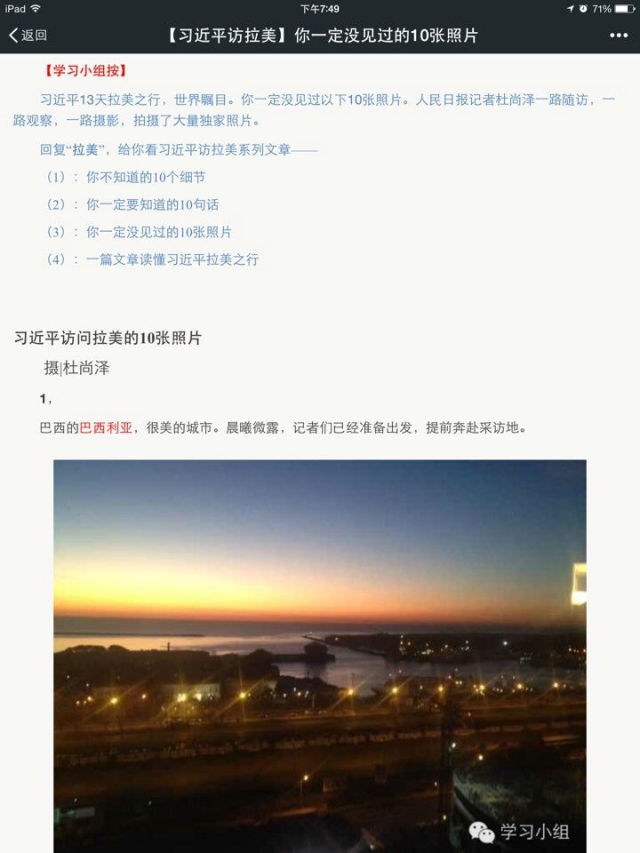 iPad 下午7:49 71%
返回 【习近平访拉美】你一定没见过的10张照片
【学习小组按】
习近平13天拉美之行，世界瞩目。你一定没见过以下10张照片。人民日报记者杜尚泽一路随访，一
路观察，一路摄影，拍摄了大量独家照片。
回复“拉美”，给你看习近平访拉美系列文章——
（1）：你不知道的10个细节
（2）：你一定要知道的10句话
（3）：你一定没见过的10张照片
（4）：一篇文章读懂习近平拉美之行
习近平访问拉美的10张照片
摄|杜尚泽
1，
巴西的巴西利亚，很美的城市。晨曦微露，记者们已经准备出发，提前奔赴采访地。
学习小组